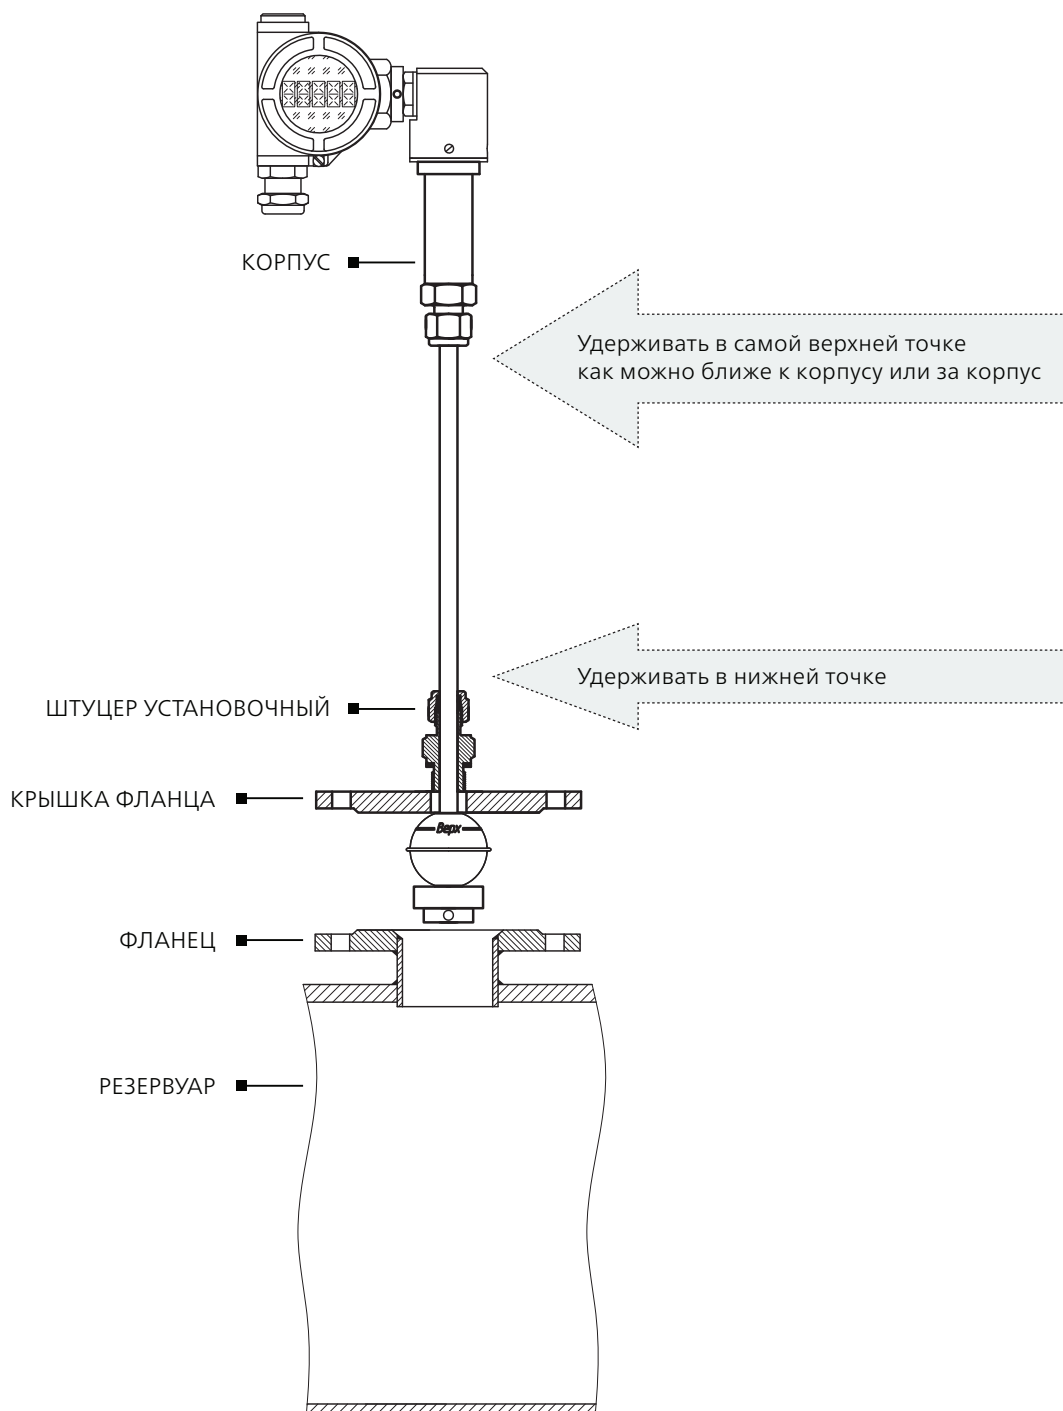 КОРПУС
Удерживать в самой верхней точке
как можно ближе к корпусу или за корпус
Удерживать в нижней точке
ШТУЦЕР УСТАНОВОЧНЫЙ
КРЫШКА ФЛАНЦА
Верх
ФЛАНЕЦ
РЕЗЕРВУАР